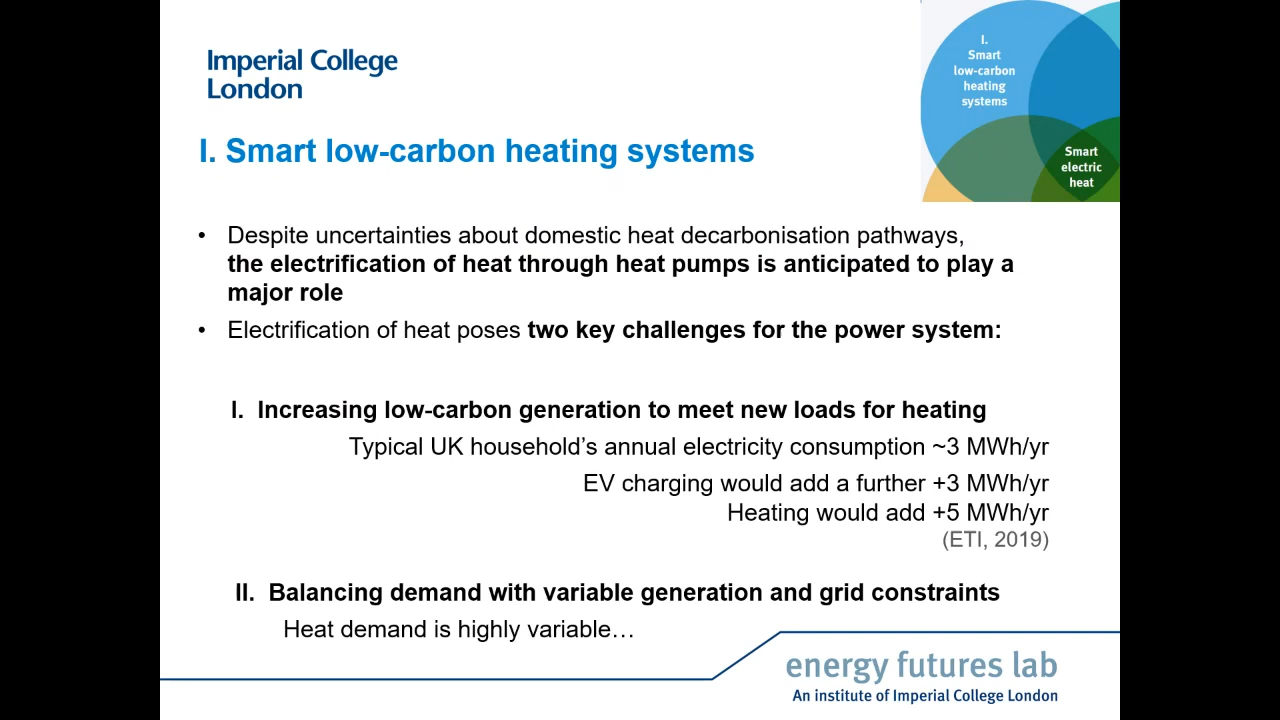 Imperial College
London
I.
Smart
low-carbon
heating
systems
Smart
electric
heat
I. Smart low-carbon heating systems
• Despite uncertainties about domestic heat decarbonisation pathways,
the electrification of heat through heat pumps is anticipated to play a
major role
• Electrification of heat poses two key challenges for the power system:
I. Increasing low-carbon generation to meet new loads for heating
Typical UK household’s annual electricity consumption ~3 MWh/yr
EV charging would add a further +3 MWh/yr
Heating would add +5 MWh/yr
(ETI, 2019)
II. Balancing demand with variable generation and grid constraints
Heat demand is highly variable…
energy futures lab
An institute of Imperial College London